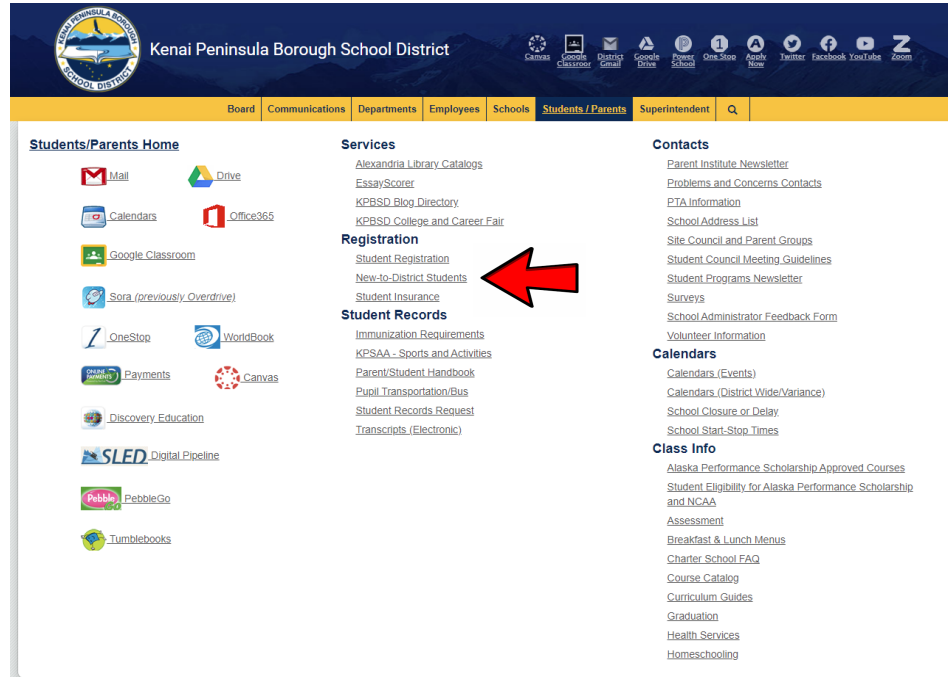 KENAI PENINSULA BOROUGH
SCHOOL DISTRICT
Kenai Peninsula Borough School District
Canvas
Google Classroor
District Gmail
Google Drive
Power School
1
One Stop
Apply Now
Twitter
Facebook
YouTube
Zoom
Board
Communications
Departments
Employees
Schools
Students / Parents
Superintendent
Students/Parents Home
Mail
Drive
Calendars
Office365
Google Classroom
Sora (previously Overdrive)
OneStop
WorldBook
ONLINE PAYMENTS
Payments
Canvas
Discovery Education
SLED Digital Pipeline
Pebble GO
PebbleGo
Tumblebooks
Services
Alexandria Library Catalogs
EssayScorer
KPBSD Blog Directory
KPBSD College and Career Fair
Registration
Student Registration
New-to-District Students
Student Insurance
Student Records
Immunization Requirements
KPSAA - Sports and Activities
Parent/Student Handbook
Pupil Transportation/Bus
Student Records Request
Transcripts (Electronic)
Contacts
Parent Institute Newsletter
Problems and Concerns Contacts
PTA Information
School Address List
Site Council and Parent Groups
Student Council Meeting Guidelines
Student Programs Newsletter
Surveys
School Administrator Feedback Form
Volunteer Information
Calendars
Calendars (Events)
Calendars (District Wide/Variance)
School Closure or Delay
School Start-Stop Times
Class Info
Alaska Performance Scholarship Approved Courses
Student Eligibility for Alaska Performance Scholarship
and NCAA
Assessment
Breakfast & Lunch Menus
Charter School FAQ
Course Catalog
Curriculum Guides
Graduation
Health Services
Homeschooling